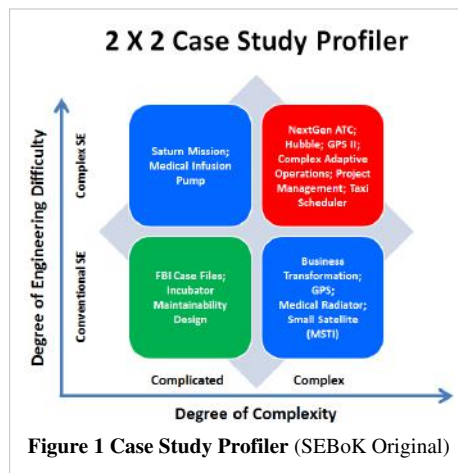 2 X 2 Case Study Profiler
Degree of Engineering Difficulty
Complex SE
Conventional SE
Saturn Mission;
Medical Infusion
Pump
NextGen ATC;
Hubble; GPS II;
Complex Adaptive
Operations; Project
Management; Taxi
Scheduler
FBI Case Files;
Incubator
Maintainability
Design
Business
Transformation;
GPS;
Medical Radiator;
Small Satellite
(MSTI)
Complicated
Complex
Degree of Complexity
Figure 1 Case Study Profiler (SEBoK Original)